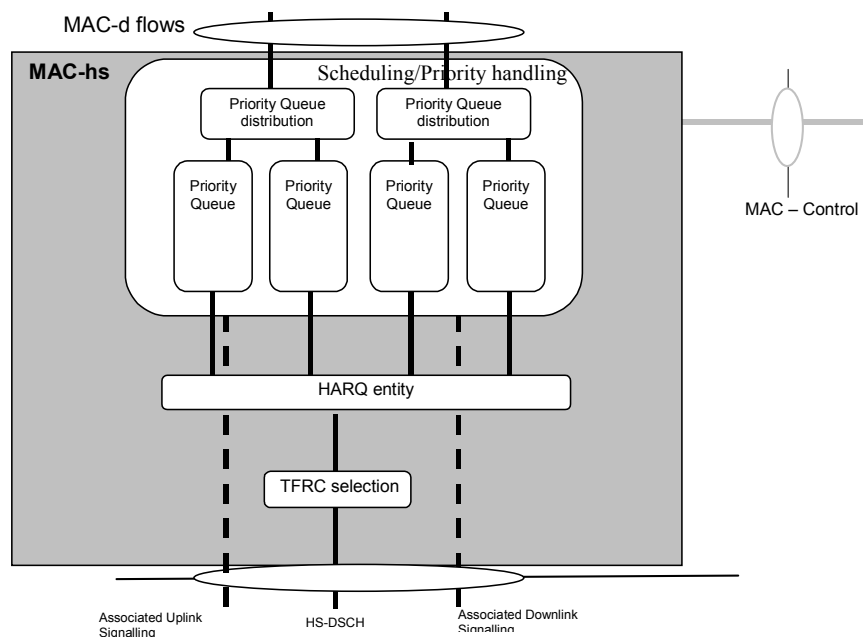 MAC-d flows
MAC-hs
Scheduling/Priority handling
Priority Queue
distribution
Priority Queue
distribution
Priority
Queue
Priority
Queue
Priority
Queue
Priority
Queue
MAC – Control
HARQ entity
TFRC selection
Associated Uplink
Signalling
HS-DSCH
Associated Downlink
Signalling